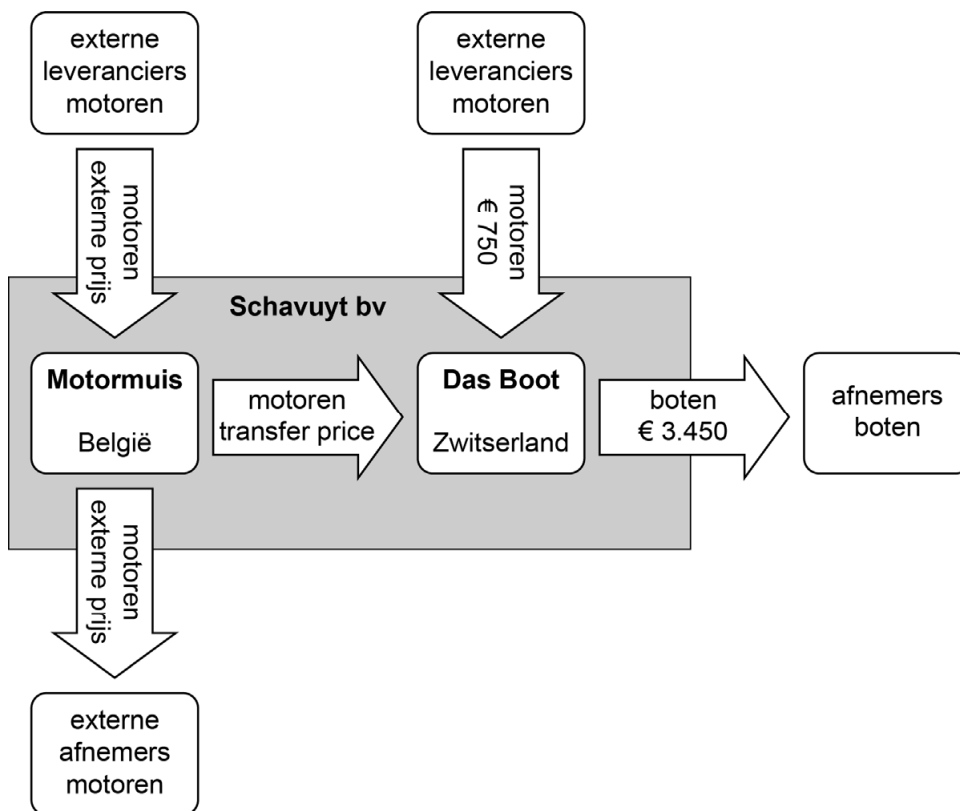 externe
leveranciers
motoren
externe
leveranciers
motoren
motoren
externe prijs
motoren
€ 750
Schavuyt bv
Motormuis
België
motoren
transfer price
Das Boot
Zwitserland
boten
€ 3.450
afnemers
boten
motoren
externe prijs
externe
afnemers
motoren